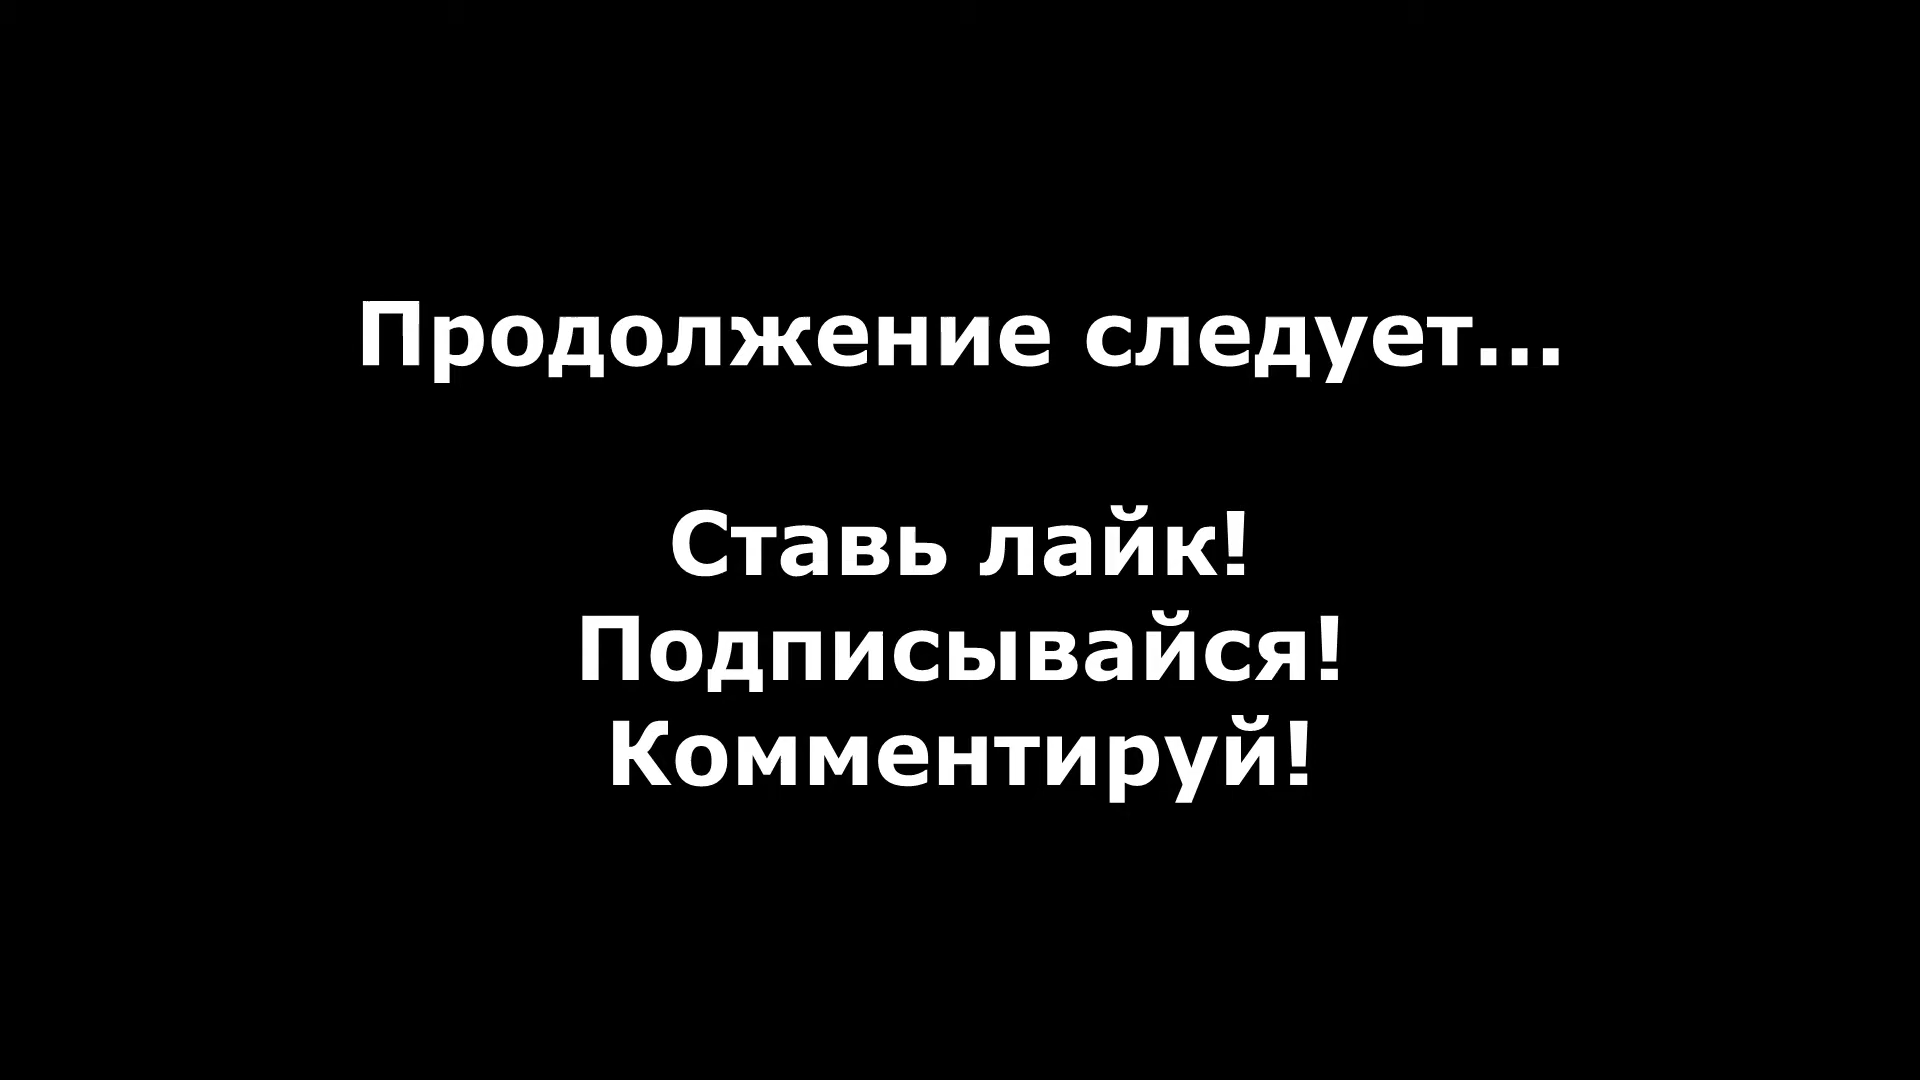 Продолжение следует...
Ставь лайк!
Подписывайся!
Комментируй!